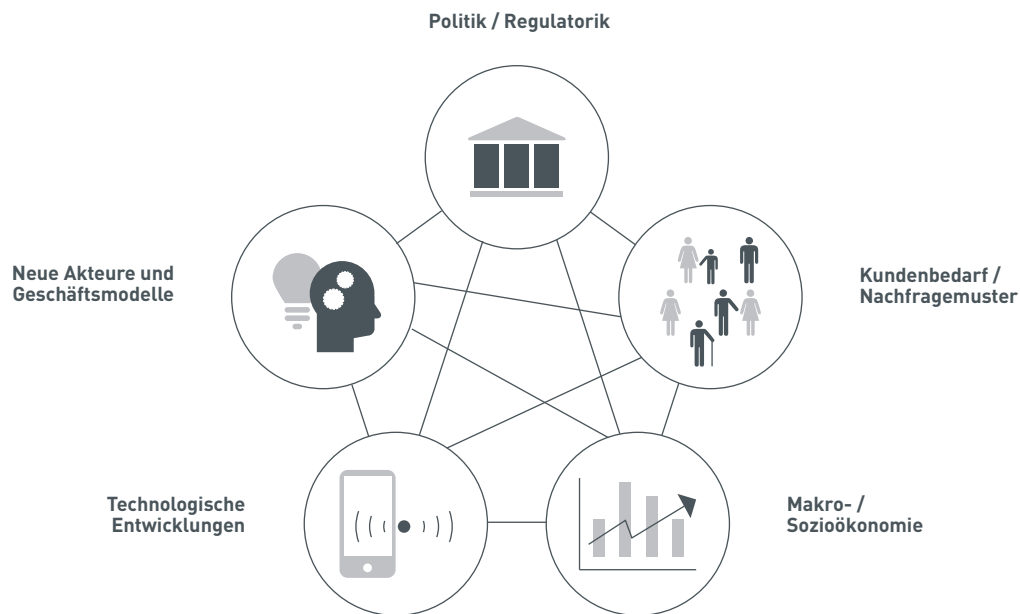 Politik / Regulatorik
Neue Akteure und
Geschäftsmodelle
Kundenbedarf /
Nachfragemuster
Technologische
Entwicklungen
Makro- /
Sozioökonomie